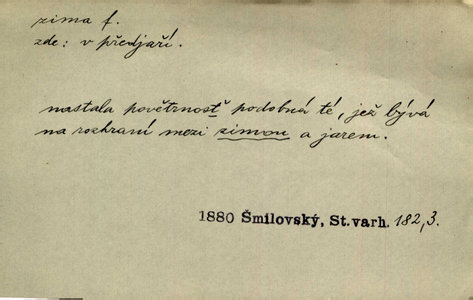 zima f.
zde: v předjaří.
nastala povětrnosť podobná té, jež bývá
na rozhraní mezi zimou a jarem.
1880 Šmilovský, St.varh. 182,3.